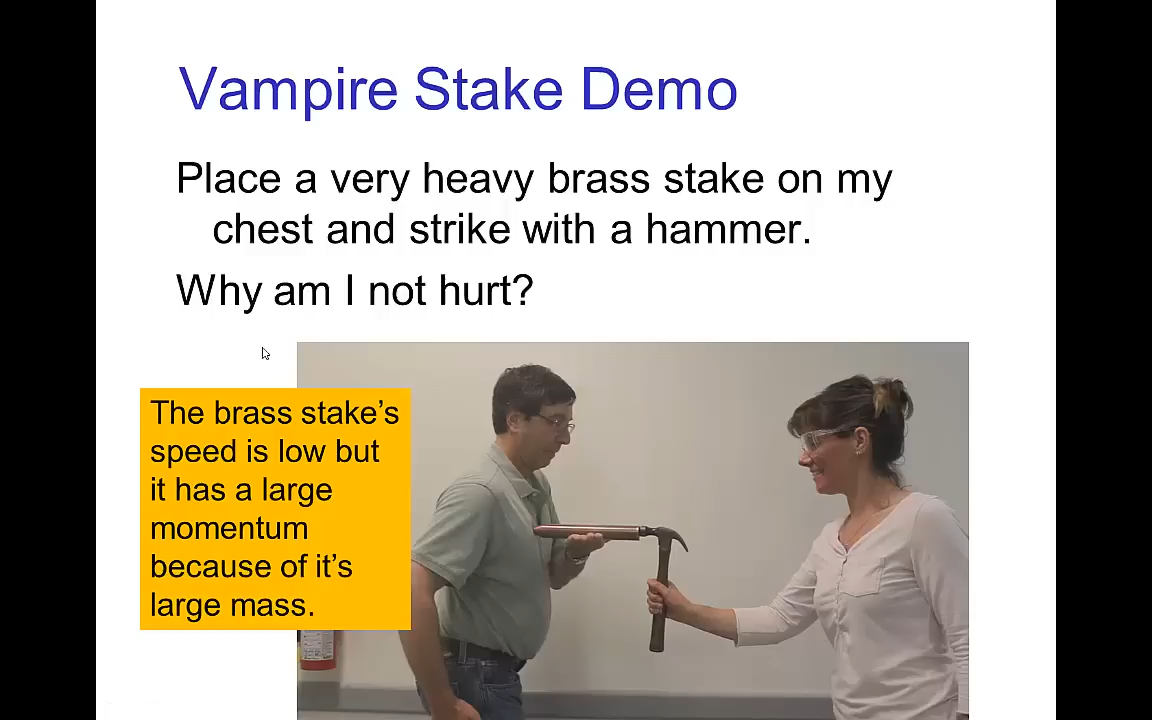 Vampire Stake Demo
Place a very heavy brass stake on my
chest and strike with a hammer.
Why am I not hurt?
The brass stake’s
speed is low but
it has a large
momentum
because of it’s
large mass.